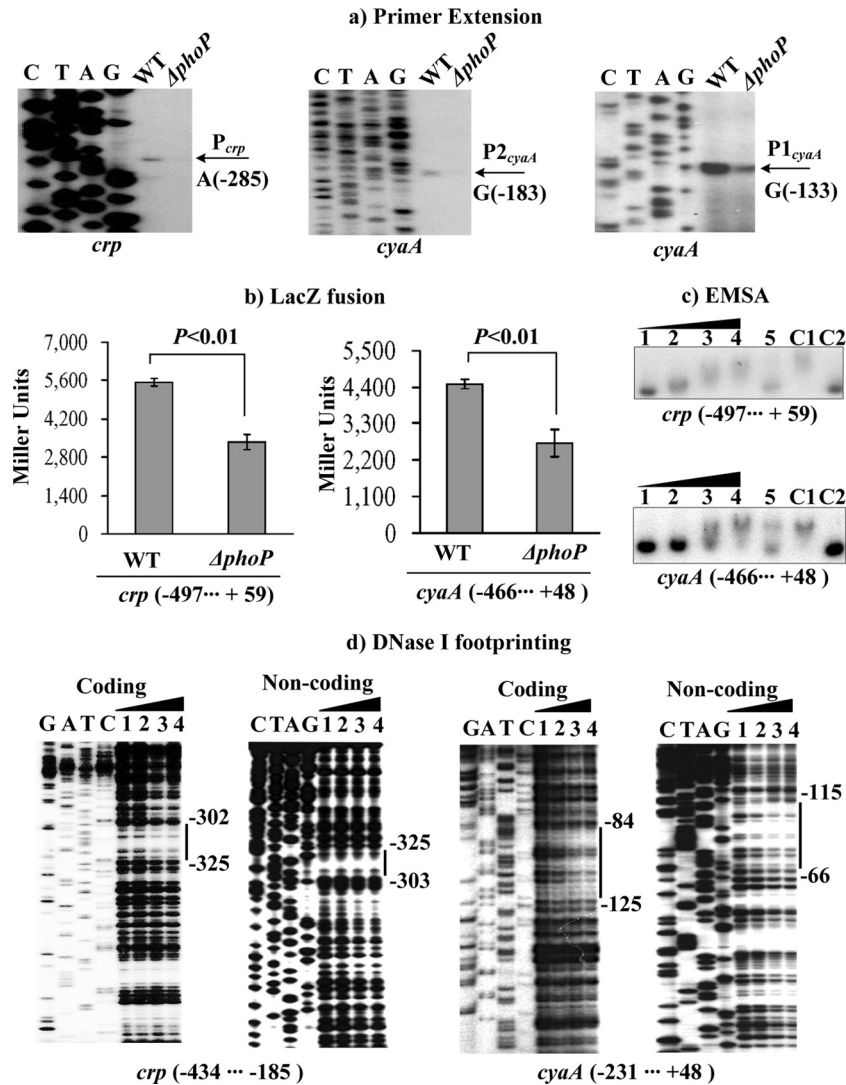 a) Primer Extension
C T A G WT ΔphoP
P crp
A(-285)
crp
C T A G WT ΔphoP
P2 cyaA
G(-183)
cyaA
C T A G WT ΔphoP
P1 cyaA
G(-133)
cyaA
b) LacZ fusion
Miller Units
7,000
5,600
4,200
2,800
1,400
0
P<0.01
WT ΔphoP
crp (-497··· + 59)
Miller Units
5,500
4,400
3,300
2,200
1,100
0
P<0.01
WT ΔphoP
cyaA (-466··· +48 )
c) EMSA
1 2 3 4 5 C1 C2
crp (-497··· + 59)
1 2 3 4 5 C1 C2
cyaA (-466··· +48 )
d) DNase I footprinting
Coding
G A T C 1 2 3 4
-302
-325
Non-coding
C T A G 1 2 3 4
-325
-303
crp (-434 ··· -185 )
Coding
G A T C 1 2 3 4
-84
-125
Non-coding
C T A G 1 2 3 4
-115
-66
cyaA (-231 ··· +48 )